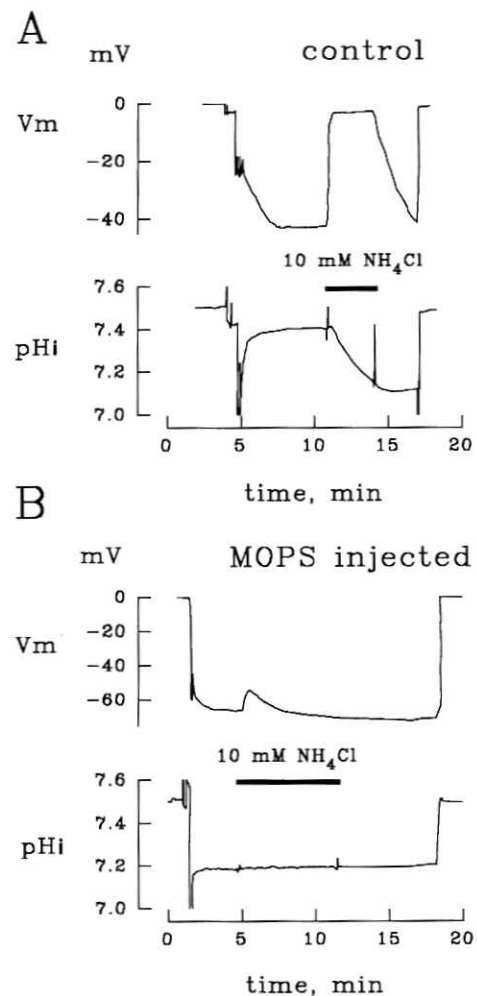 A
mV control
0
Vm
-20
-40
10 mM NH₄Cl
7.6
7.4
pHi
7.2
7.0
0 5 10 15 20
time, min
B
mV MOPS injected
0
Vm
-20
-40
-60
10 mM NH₄Cl
7.6
7.4
pHi
7.2
7.0
0 5 10 15 20
time, min